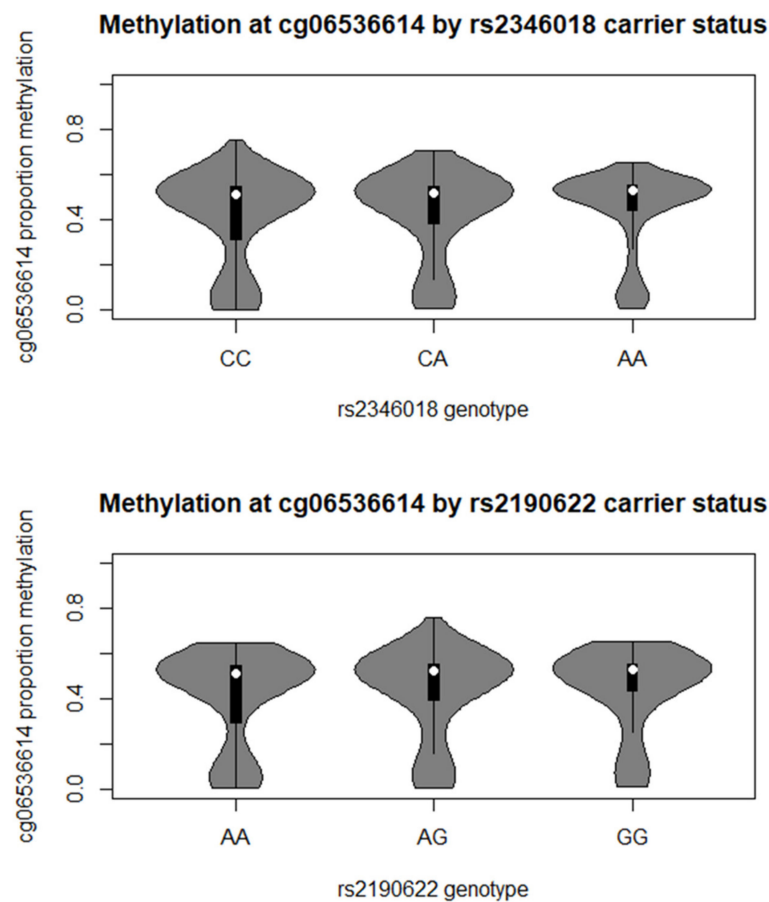 Methylation at cg06536614 by rs2346018 carrier status
cg06536614 proportion methylation
0.8
0.4
0.0
CC CA AA
rs2346018 genotype
Methylation at cg06536614 by rs2190622 carrier status
cg06536614 proportion methylation
0.8
0.4
0.0
AA AG GG
rs2190622 genotype